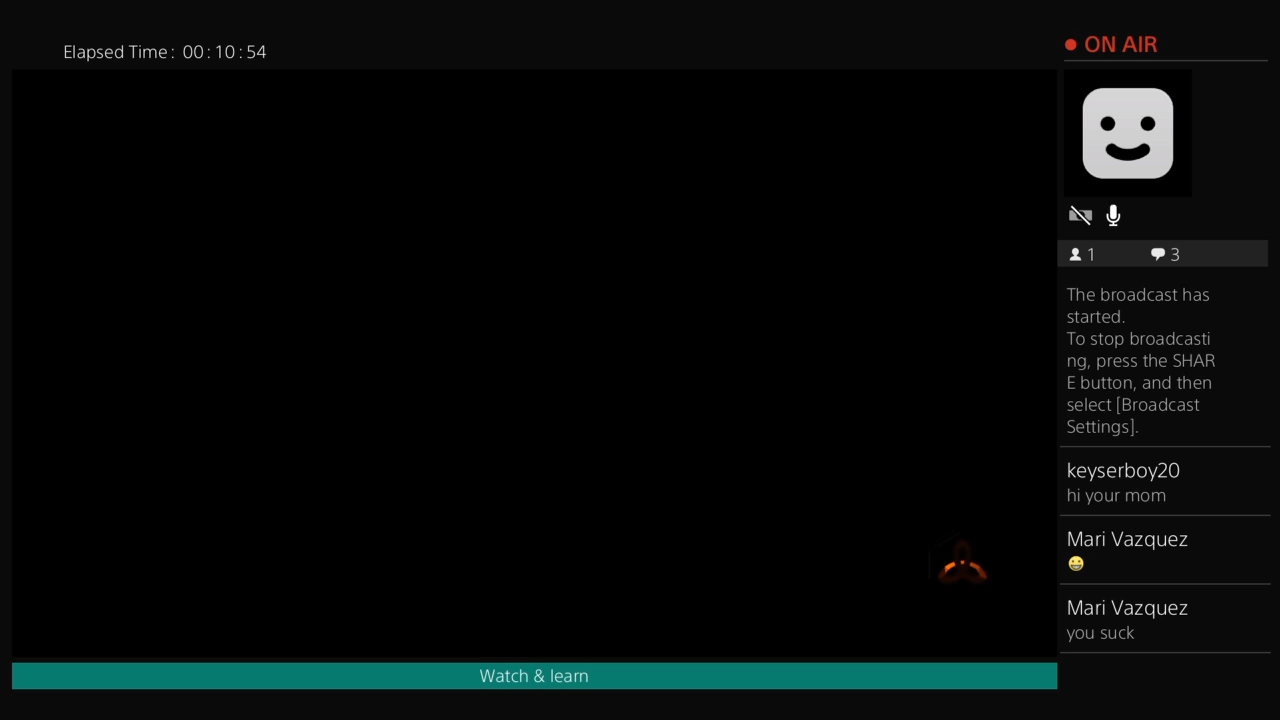 Elapsed Time: 00:10:54
ON AIR
1
3
The broadcast has
started.
To stop broadcasti
ng, press the SHAR
E button, and then
select [Broadcast
Settings].
keyserboy20
hi your mom
Mari Vazquez
😀
Mari Vazquez
you suck
Watch & learn